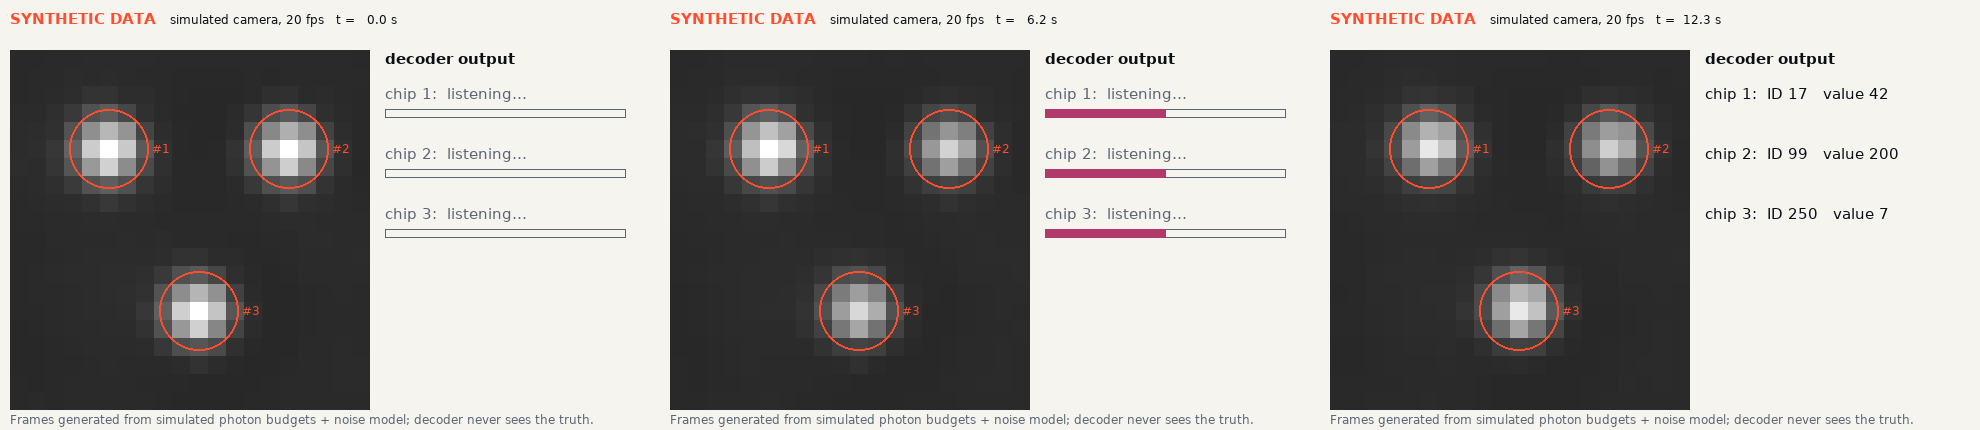 SYNTHETIC DATA simulated camera, 20 fps t = 0.0 s
decoder output
chip 1: listening...
#1
#2
chip 2: listening...
chip 3: listening...
#3
Frames generated from simulated photon budgets + noise model; decoder never sees the truth.
SYNTHETIC DATA simulated camera, 20 fps t = 6.2 s
decoder output
chip 1: listening...
#1
#2
chip 2: listening...
chip 3: listening...
#3
Frames generated from simulated photon budgets + noise model; decoder never sees the truth.
SYNTHETIC DATA simulated camera, 20 fps t = 12.3 s
decoder output
chip 1: ID 17 value 42
#1
#2
chip 2: ID 99 value 200
chip 3: ID 250 value 7
#3
Frames generated from simulated photon budgets + noise model; decoder never sees the truth.